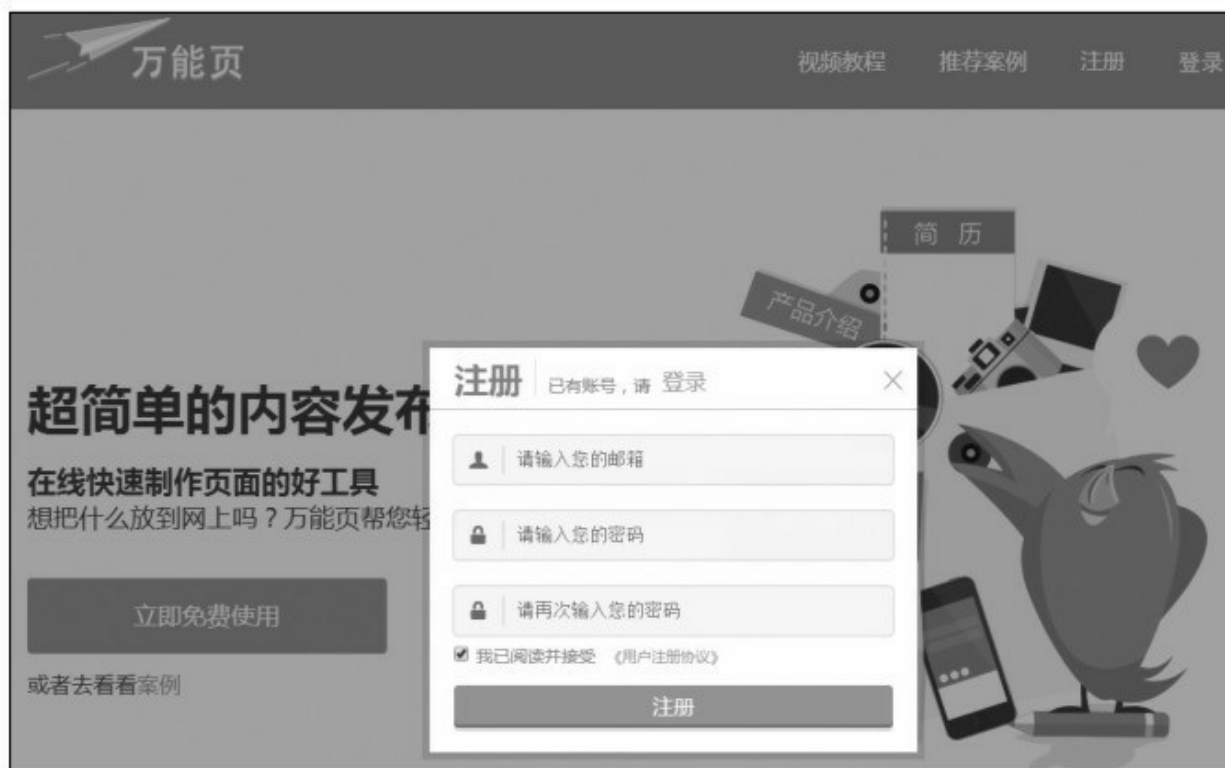 万能页
视频教程 推荐案例 注册 登录
简 历
产品介绍
超简单的内容发布
在线快速制作页面的好工具
想把什么放到网上吗？万能页帮您轻
立即免费使用
或者去看看案例
注册 已有账号，请 登录
请输入您的邮箱
请输入您的密码
请再次输入您的密码
我已阅读并接受 《用户注册协议》
注册